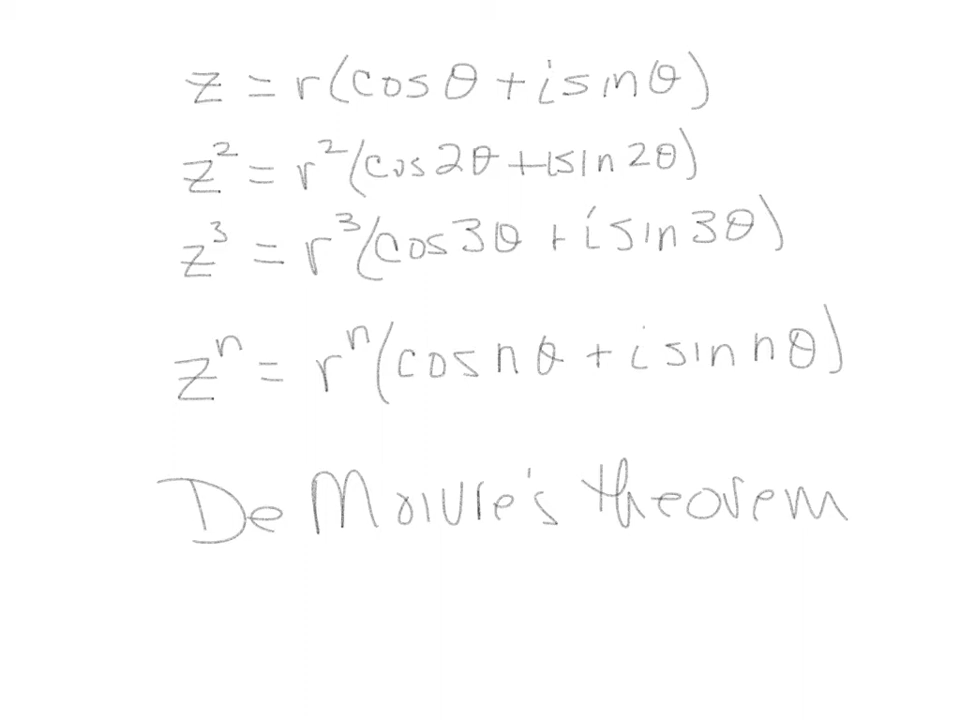 z = r(cosθ + i sinθ)
z² = r²(cos2θ + i sin2θ)
z³ = r³(cos3θ + i sin3θ)
zⁿ = rⁿ(cos nθ + i sin nθ)
De Moivre's theorem